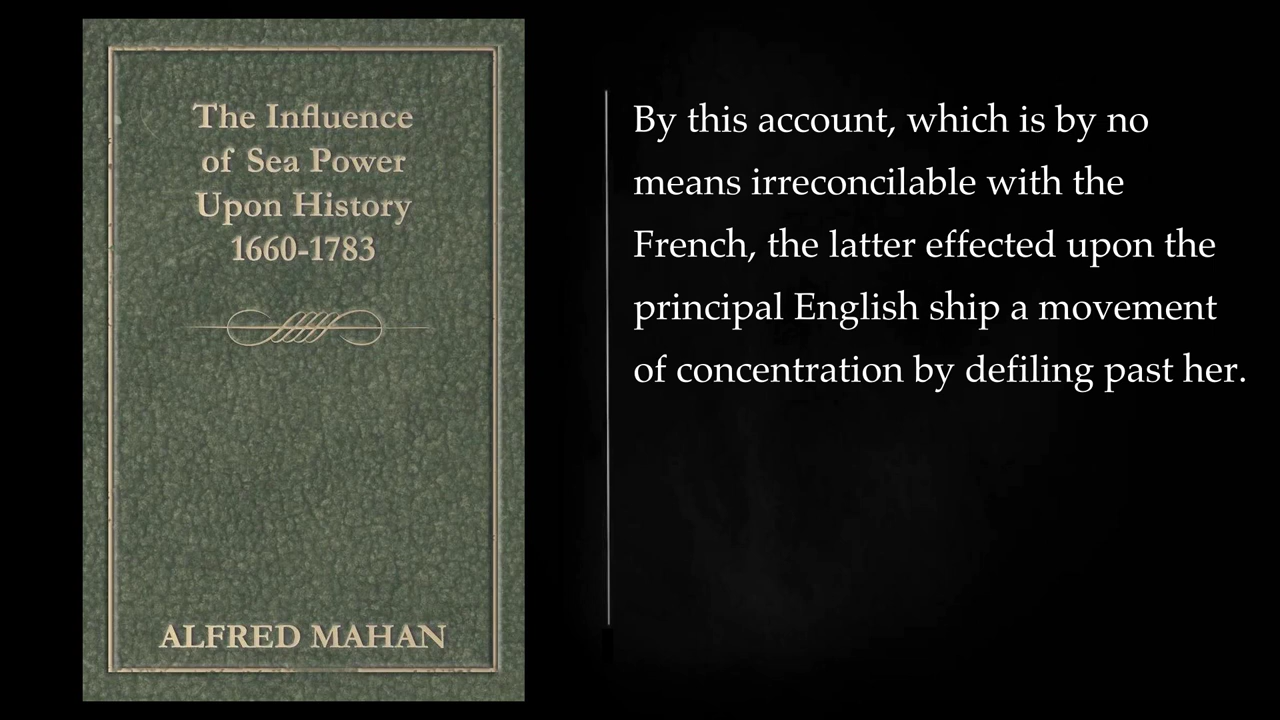 The Influence
of Sea Power
Upon History
1660-1783
ALFRED MAHAN
By this account, which is by no
means irreconcilable with the
French, the latter effected upon the
principal English ship a movement
of concentration by defiling past her.